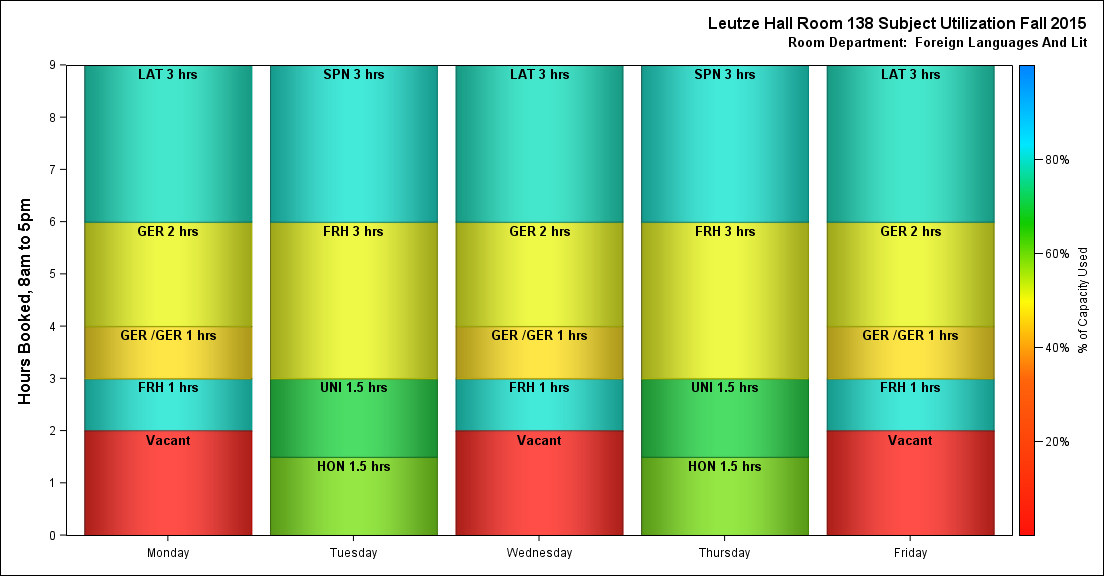 Leutze Hall Room 138 Subject Utilization Fall 2015
Room Department:  Foreign Languages And Lit
Hours Booked, 8am to 5pm
9
8
7
6
5
4
3
2
1
0
LAT 3 hrs
GER 2 hrs
GER /GER 1 hrs
FRH 1 hrs
Vacant
SPN 3 hrs
FRH 3 hrs
UNI 1.5 hrs
HON 1.5 hrs
LAT 3 hrs
GER 2 hrs
GER /GER 1 hrs
FRH 1 hrs
Vacant
SPN 3 hrs
FRH 3 hrs
UNI 1.5 hrs
HON 1.5 hrs
LAT 3 hrs
GER 2 hrs
GER /GER 1 hrs
FRH 1 hrs
Vacant
Monday
Tuesday
Wednesday
Thursday
Friday
80%
60%
40%
20%
% of Capacity Used